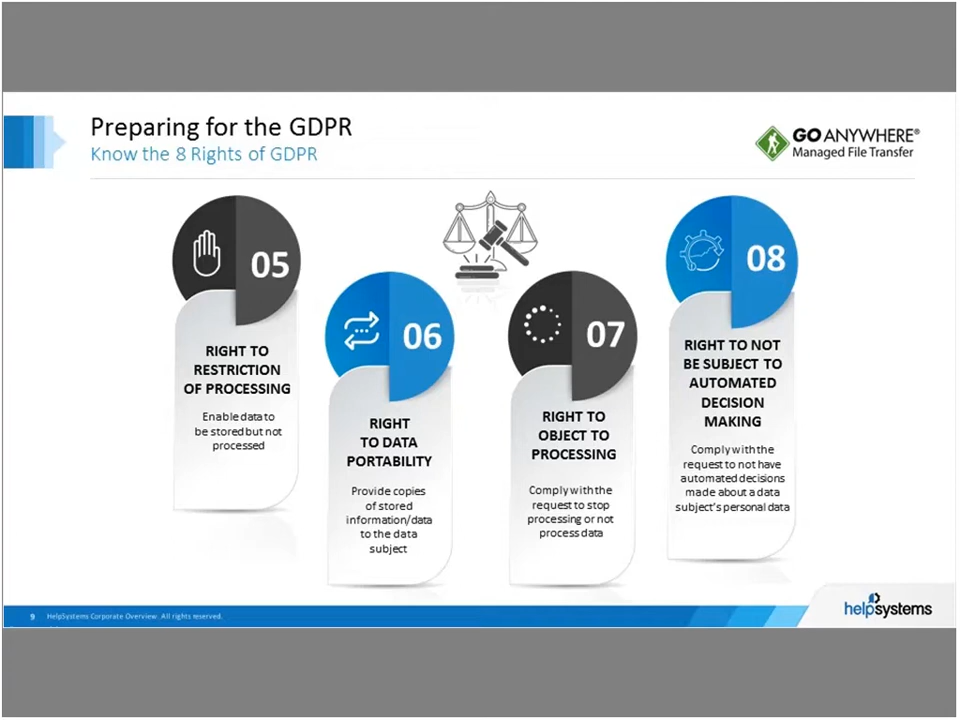 Preparing for the GDPR
Know the 8 Rights of GDPR
GO ANYWHERE®
Managed File Transfer
05
RIGHT TO
RESTRICTION
OF PROCESSING
Enable data to
be stored but not
processed
06
RIGHT
TO DATA
PORTABILITY
Provide copies
of stored
information/data
to the data
subject
07
RIGHT TO
OBJECT TO
PROCESSING
Comply with the
request to stop
processing or not
process data
08
RIGHT TO NOT
BE SUBJECT TO
AUTOMATED
DECISION
MAKING
Comply with the
request to not have
automated decisions
made about a data
subject's personal data
9 HelpSystems Corporate Overview. All rights reserved.
helpsystems